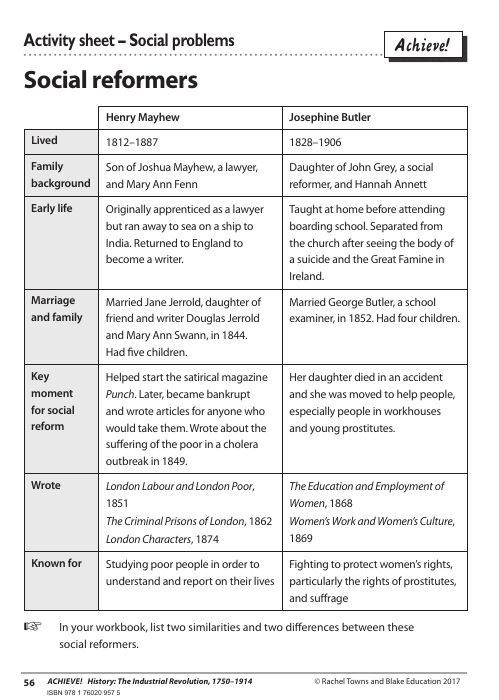 Activity sheet – Social problems
Achieve!
Social reformers
Henry Mayhew
Josephine Butler
Lived
1812–1887
1828–1906
Family
background
Son of Joshua Mayhew, a lawyer,
and Mary Ann Fenn
Daughter of John Grey, a social
reformer, and Hannah Annett
Early life
Originally apprenticed as a lawyer
but ran away to sea on a ship to
India. Returned to England to
become a writer.
Taught at home before attending
boarding school. Separated from
the church after seeing the body of
a suicide and the Great Famine in
Ireland.
Marriage
and family
Married Jane Jerrold, daughter of
friend and writer Douglas Jerrold
and Mary Ann Swann, in 1844.
Had five children.
Married George Butler, a school
examiner, in 1852. Had four children.
Key
moment
for social
reform
Helped start the satirical magazine
Punch. Later, became bankrupt
and wrote articles for anyone who
would take them. Wrote about the
suffering of the poor in a cholera
outbreak in 1849.
Her daughter died in an accident
and she was moved to help people,
especially people in workhouses
and young prostitutes.
Wrote
London Labour and London Poor,
1851
The Criminal Prisons of London, 1862
London Characters, 1874
The Education and Employment of
Women, 1868
Women's Work and Women's Culture,
1869
Known for
Studying poor people in order to
understand and report on their lives
Fighting to protect women's rights,
particularly the rights of prostitutes,
and suffrage
In your workbook, list two similarities and two differences between these
social reformers.
56 ACHIEVE! History: The Industrial Revolution, 1750–1914 © Rachel Towns and Blake Education 2017
ISBN 978 1 76020 957 5